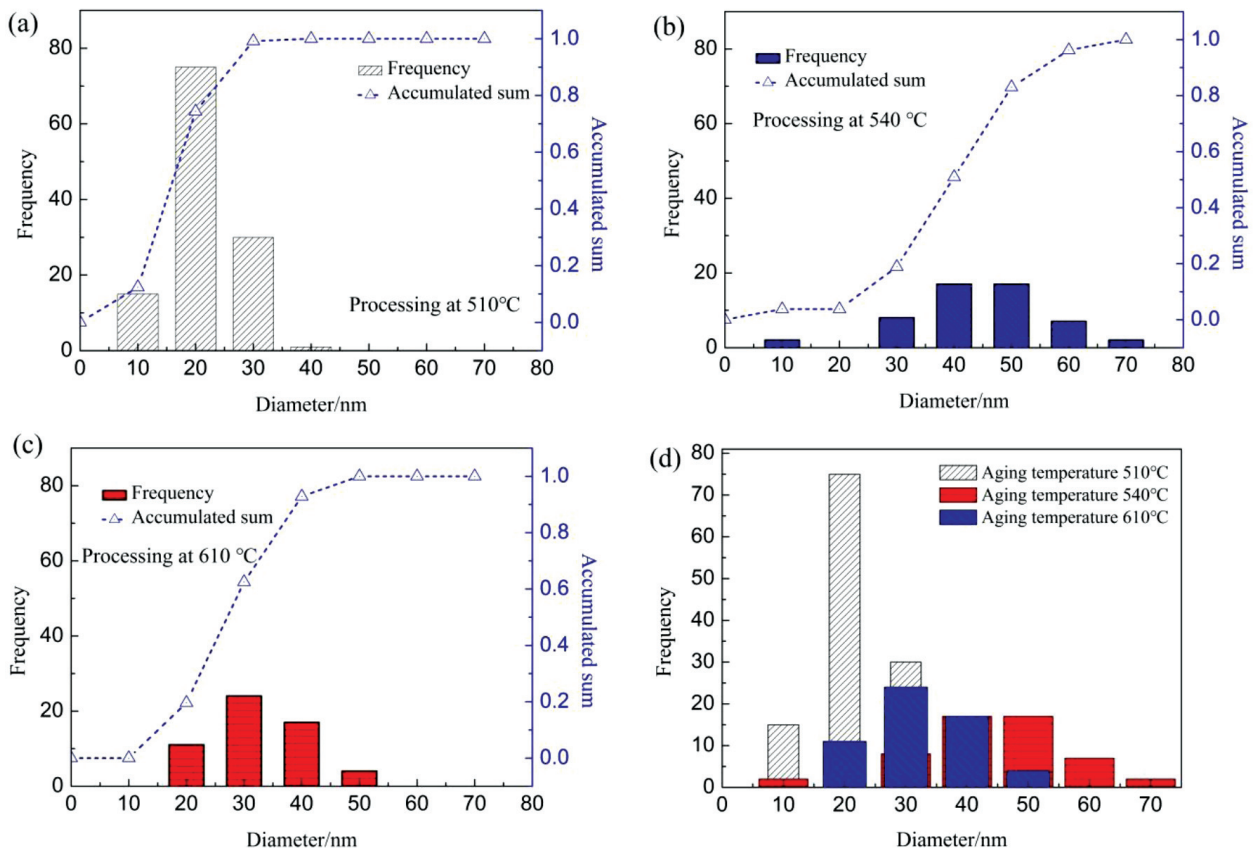 (a)
80
60
40
20
0
Frequency
1.0
0.8
0.6
0.4
0.2
0.0
Accumulated sum
Frequency
Accumulated sum
Processing at 510℃
0 10 20 30 40 50 60 70 80
Diameter/nm
(b)
80
60
40
20
0
Frequency
1.0
0.8
0.6
0.4
0.2
0.0
Accumulated sum
Frequency
Accumulated sum
Processing at 540 ℃
0 10 20 30 40 50 60 70 80
Diameter/nm
(c)
80
60
40
20
0
Frequency
1.0
0.8
0.6
0.4
0.2
0.0
Accumulated sum
Frequency
Accumulated sum
Processing at 610 ℃
0 10 20 30 40 50 60 70 80
Diameter/nm
(d)
80
75
70
65
60
50
40
30
20
10
0
Frequency
Aging temperature 510℃
Aging temperature 540℃
Aging temperature 610℃
10 20 30 40 50 60 70
Diameter/nm